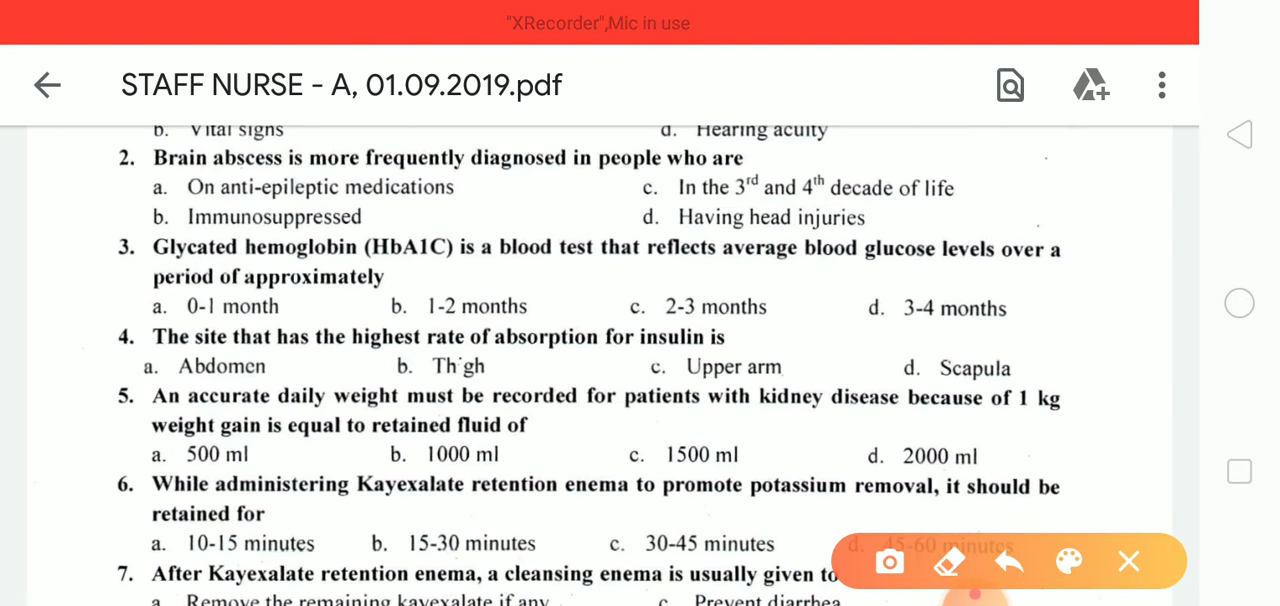 "XRecorder",Mic in use
STAFF NURSE - A, 01.09.2019.pdf
b. Vital signs d. Hearing acuity
2. Brain abscess is more frequently diagnosed in people who are
a. On anti-epileptic medications c. In the 3rd and 4th decade of life
b. Immunosuppressed d. Having head injuries
3. Glycated hemoglobin (HbA1C) is a blood test that reflects average blood glucose levels over a
period of approximately
a. 0-1 month b. 1-2 months c. 2-3 months d. 3-4 months
4. The site that has the highest rate of absorption for insulin is
a. Abdomen b. Thigh c. Upper arm d. Scapula
5. An accurate daily weight must be recorded for patients with kidney disease because of 1 kg
weight gain is equal to retained fluid of
a. 500 ml b. 1000 ml c. 1500 ml d. 2000 ml
6. While administering Kayexalate retention enema to promote potassium removal, it should be
retained for
a. 10-15 minutes b. 15-30 minutes c. 30-45 minutes d. 45-60 minutes
7. After Kayexalate retention enema, a cleansing enema is usually given to
a Remove the remaining kayexalate if any c Prevent diarrhea